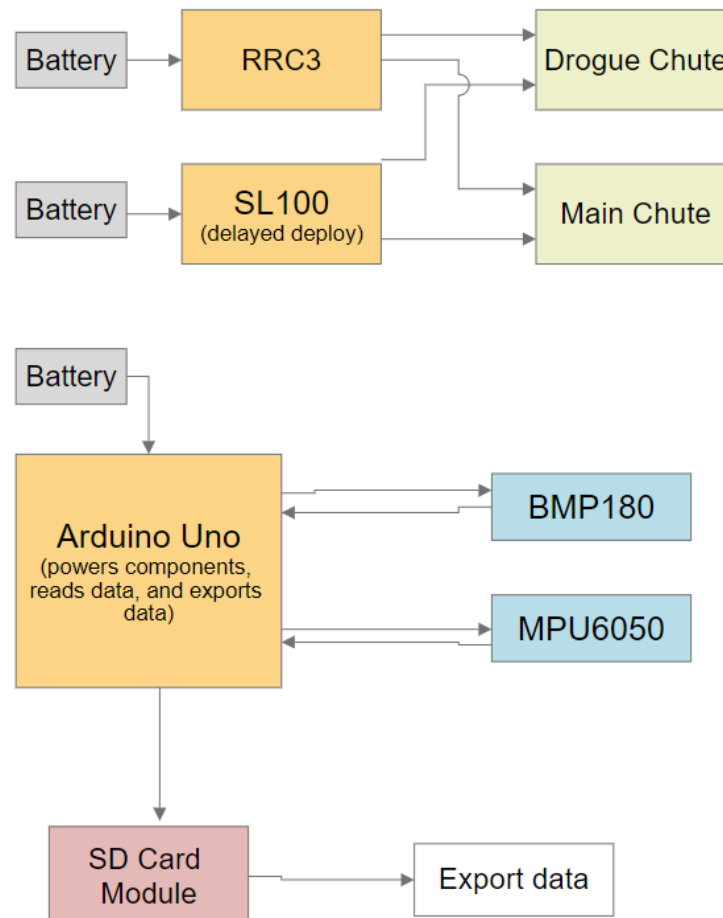 Battery
RRC3
Drogue Chute
Battery
SL100
(delayed deploy)
Main Chute
Battery
Arduino Uno
(powers components,
reads data, and exports
data)
BMP180
MPU6050
SD Card
Module
Export data